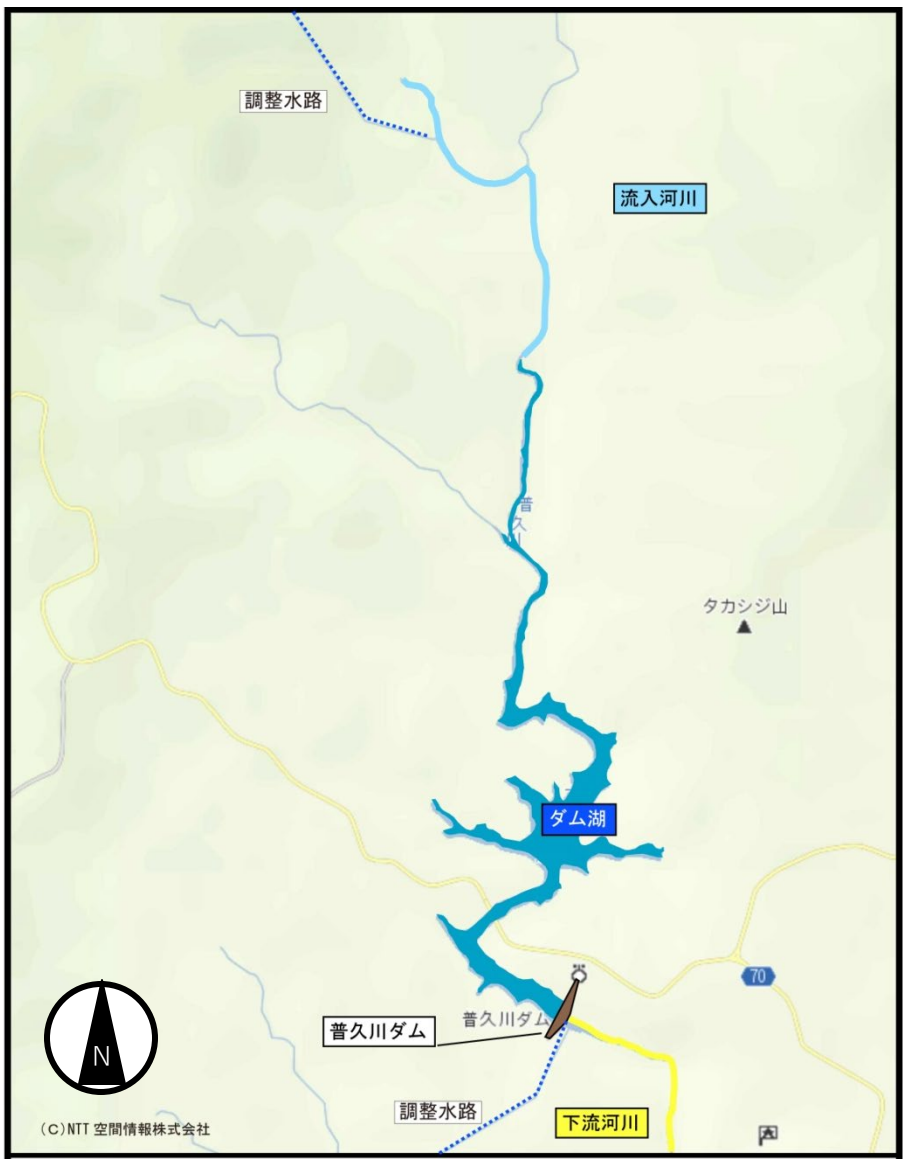 調整水路
流入河川
普久川
タカシジ山
ダム湖
70
普久川ダム
普久川ダム
N
調整水路
下流河川
(C)NTT 空間情報株式会社